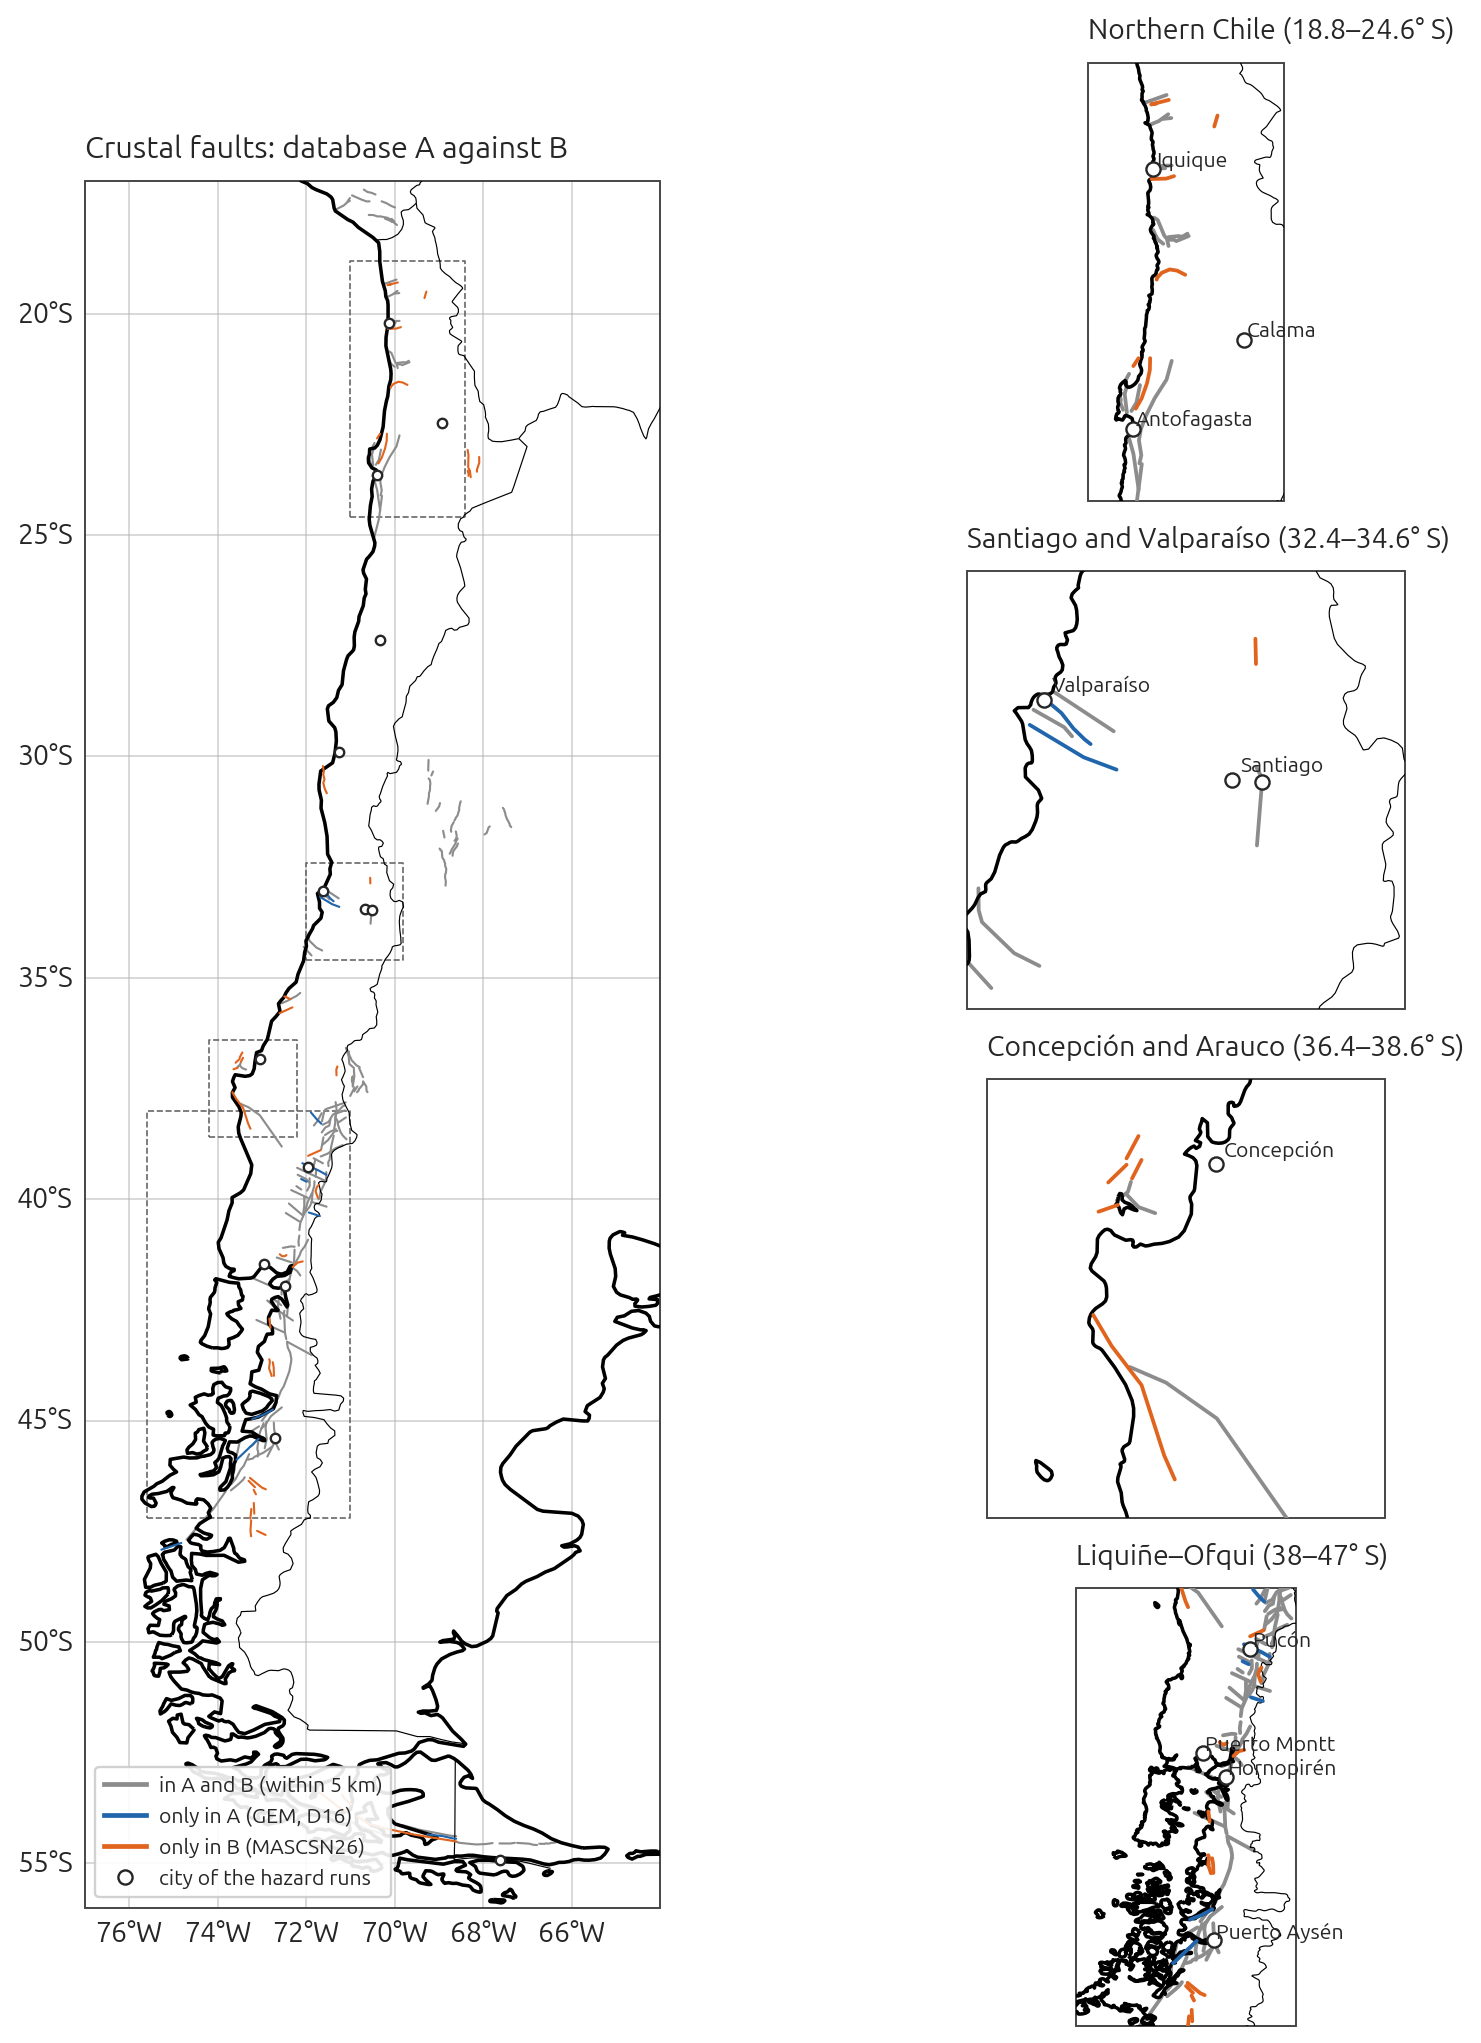 Northern Chile (18.8–24.6° S)
Iquique
Calama
Antofagasta
Crustal faults: database A against B
20°S
25°S
30°S
35°S
40°S
45°S
50°S
55°S
76°W 74°W 72°W 70°W 68°W 66°W
in A and B (within 5 km)
only in A (GEM, D16)
only in B (MASCSN26)
city of the hazard runs
Santiago and Valparaíso (32.4–34.6° S)
Valparaíso
Santiago
Concepción and Arauco (36.4–38.6° S)
Concepción
Liquiñe–Ofqui (38–47° S)
Pucón
Puerto Montt
Hornopirén
Puerto Aysén